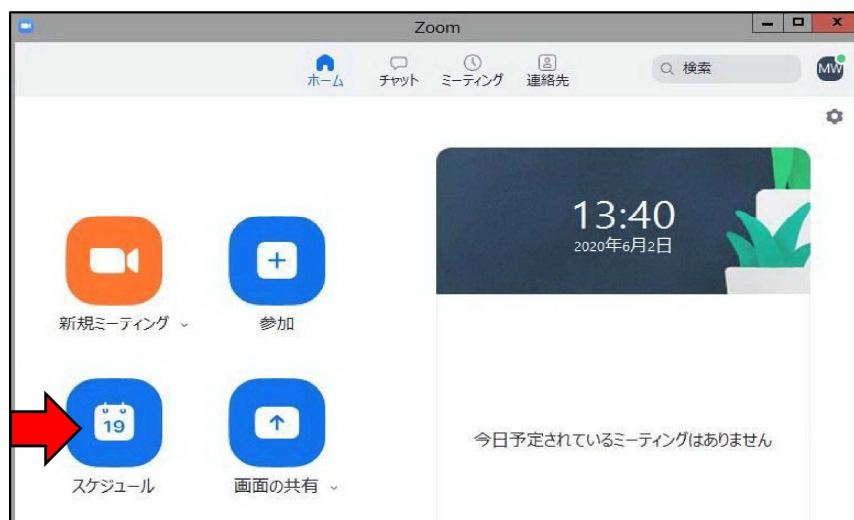 Zoom
ホーム チャット ミーティング 連絡先 検索 MW
13:40
2020年6月2日
新規ミーティング 参加
19
スケジュール 画面の共有
今日予定されているミーティングはありません